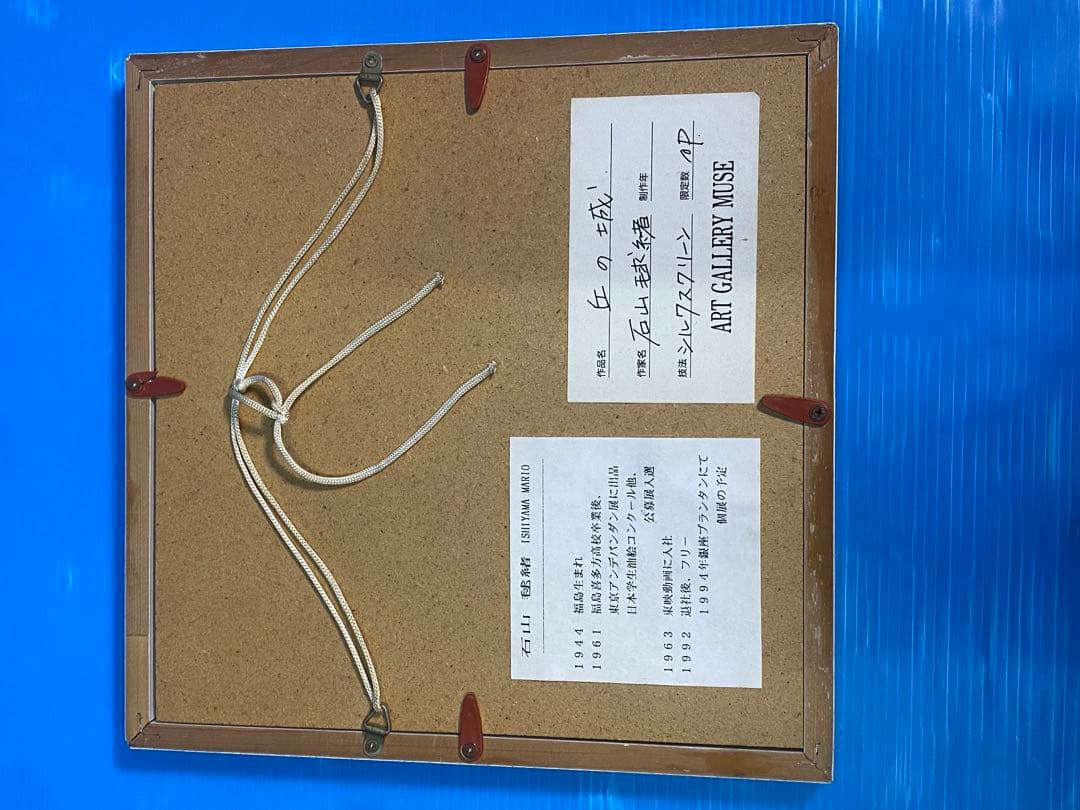 石山 毬緒 ISHIYAMA MARIO
1944 福島生まれ
1961 福島喜多方高校卒業後、
東京アンデパンダン展に出品
日本学生油絵コンクール他、
公募展入選
1963 東映動画に入社
1992 退社後、フリー
1994年銀座プランタンにて
個展の予定
作品名 丘の城
作家名 石山毬緒 制作年
技法 シルクスクリーン 限定数 AP
ART GALLERY MUSE